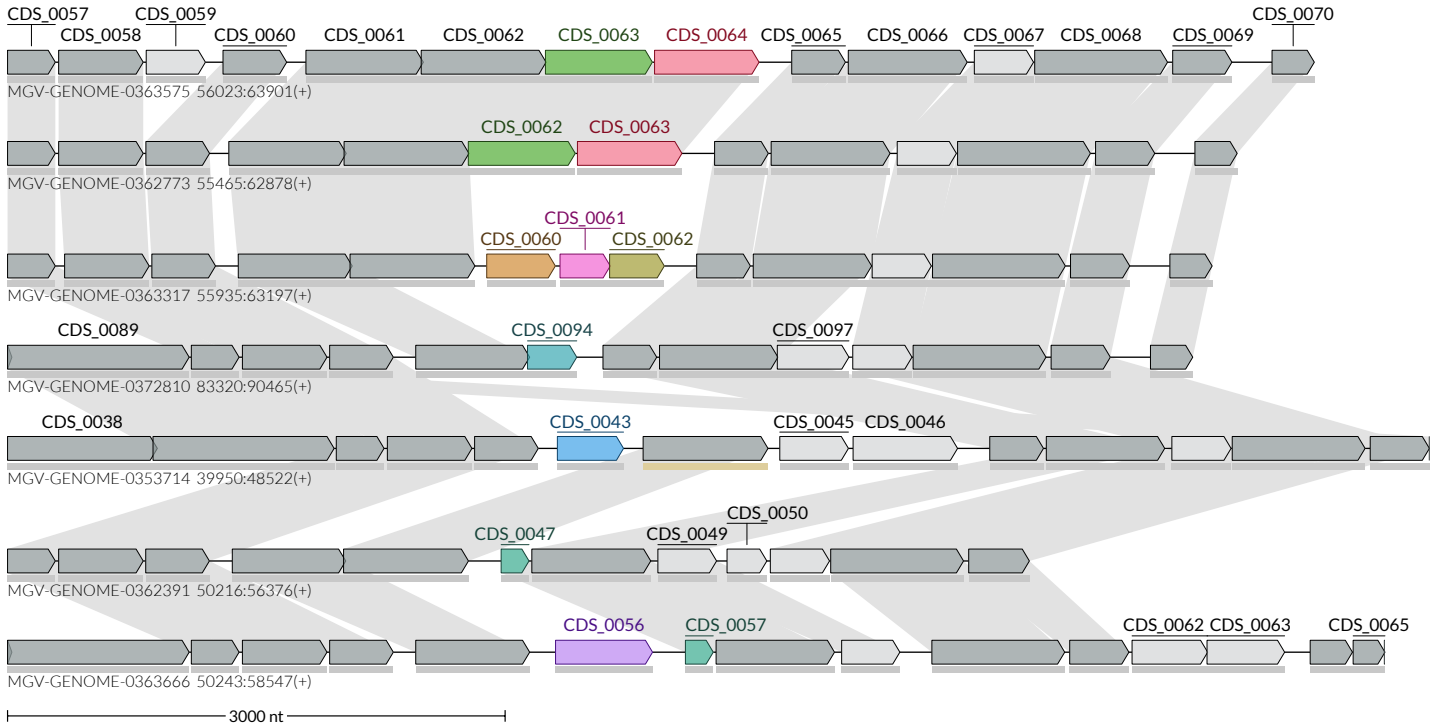 CDS_0057 CDS_0059 CDS_0070
CDS_0058 CDS_0060 CDS_0061 CDS_0062 CDS_0063 CDS_0064 CDS_0065 CDS_0066 CDS_0067 CDS_0068 CDS_0069
MGV-GENOME-0363575 56023:63901(+)
CDS_0062 CDS_0063
MGV-GENOME-0362773 55465:62878(+)
CDS_0061
CDS_0060 CDS_0062
MGV-GENOME-0363317 55935:63197(+)
CDS_0089 CDS_0094 CDS_0097
MGV-GENOME-0372810 83320:90465(+)
CDS_0038 CDS_0043 CDS_0045 CDS_0046
MGV-GENOME-0353714 39950:48522(+)
CDS_0050
CDS_0047 CDS_0049
MGV-GENOME-0362391 50216:56376(+)
CDS_0056 CDS_0057 CDS_0062 CDS_0063 CDS_0065
MGV-GENOME-0363666 50243:58547(+)
3000 nt